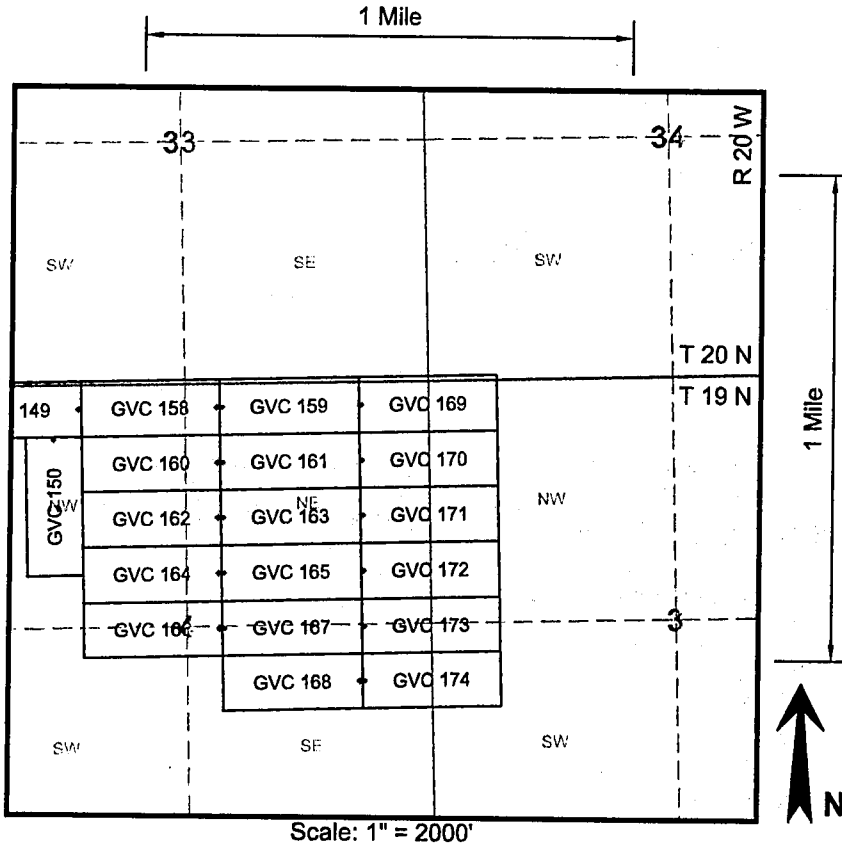 1 Mile
33
34
R 20 W
SW
SE
SW
T 20 N
T 19 N
1 Mile
149
GVC 158
GVC 159
GVC 169
GVC 160
GVC 161
GVC 170
GVC 150
NW
NE
NW
GVC 162
GVC 163
GVC 171
GVC 164
GVC 165
GVC 172
GVC 166
GVC 167
GVC 173
3
GVC 168
GVC 174
SW
SE
SW
N
Scale: 1" = 2000'